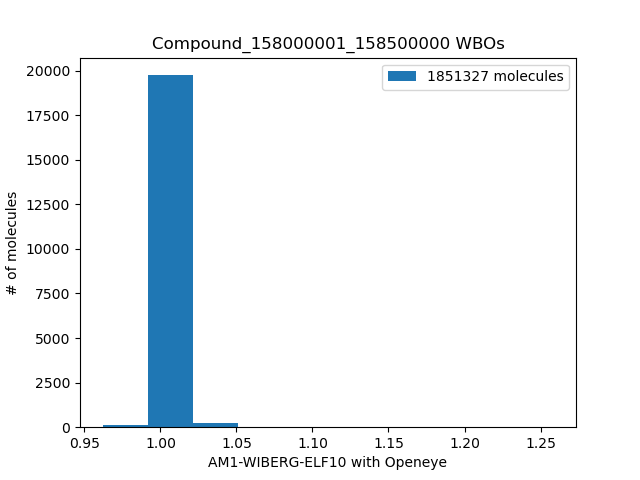 Compound_158000001_158500000 WBOs
1851327 molecules
# of molecules
20000
17500
15000
12500
10000
7500
5000
2500
0
0.95 1.00 1.05 1.10 1.15 1.20 1.25
AM1-WIBERG-ELF10 with Openeye